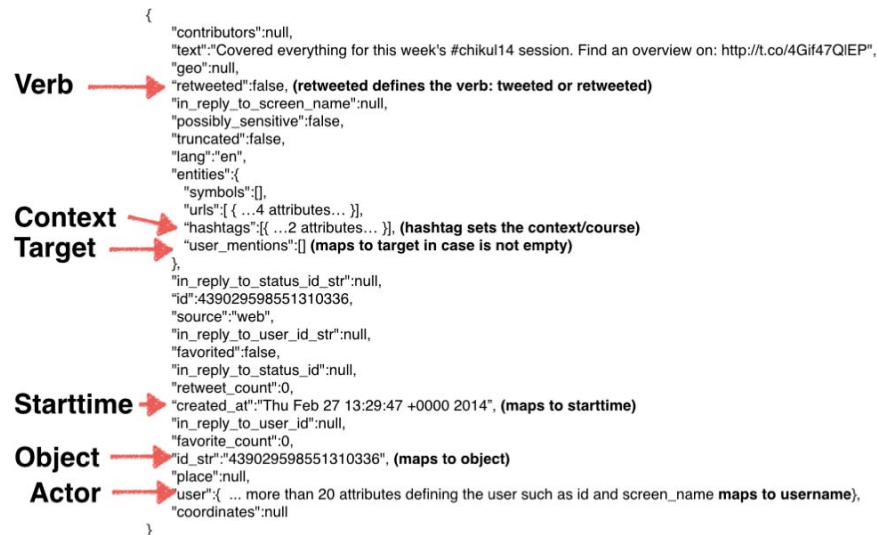 {
"contributors":null,
"text":"Covered everything for this week's #chikul14 session. Find an overview on: http://t.co/4Gif47QlEP",
"geo":null,
Verb “retweeted":false, (retweeted defines the verb: tweeted or retweeted)
"in_reply_to_screen_name":null,
"possibly_sensitive":false,
"truncated":false,
"lang":"en",
"entities":{
"symbols":[],
"urls":[ { …4 attributes… }],
Context “hashtags":[{ …2 attributes… }], (hashtag sets the context/course)
Target “user_mentions":[] (maps to target in case is not empty)
},
"in_reply_to_status_id_str":null,
“id":439029598551310336,
"source":"web",
"in_reply_to_user_id_str":null,
"favorited":false,
"in_reply_to_status_id":null,
"retweet_count":0,
Starttime “created_at":"Thu Feb 27 13:29:47 +0000 2014”, (maps to starttime)
"in_reply_to_user_id":null,
"favorite_count":0,
Object "id_str":"439029598551310336", (maps to object)
"place":null,
Actor "user":{ ... more than 20 attributes defining the user such as id and screen_name maps to username},
"coordinates":null
}